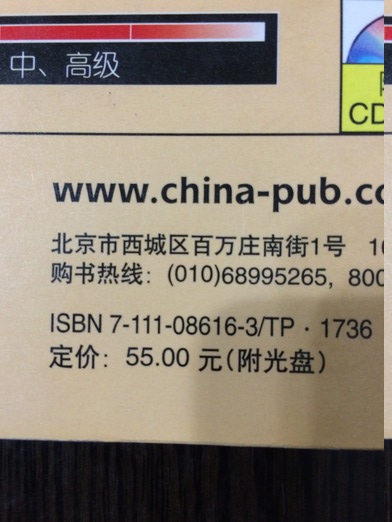 中、高级
www.china-pub.co
北京市西城区百万庄南街1号 10
购书热线：(010)68995265, 800
ISBN 7-111-08616-3/TP · 1736
定价：55.00 元(附光盘)
CD